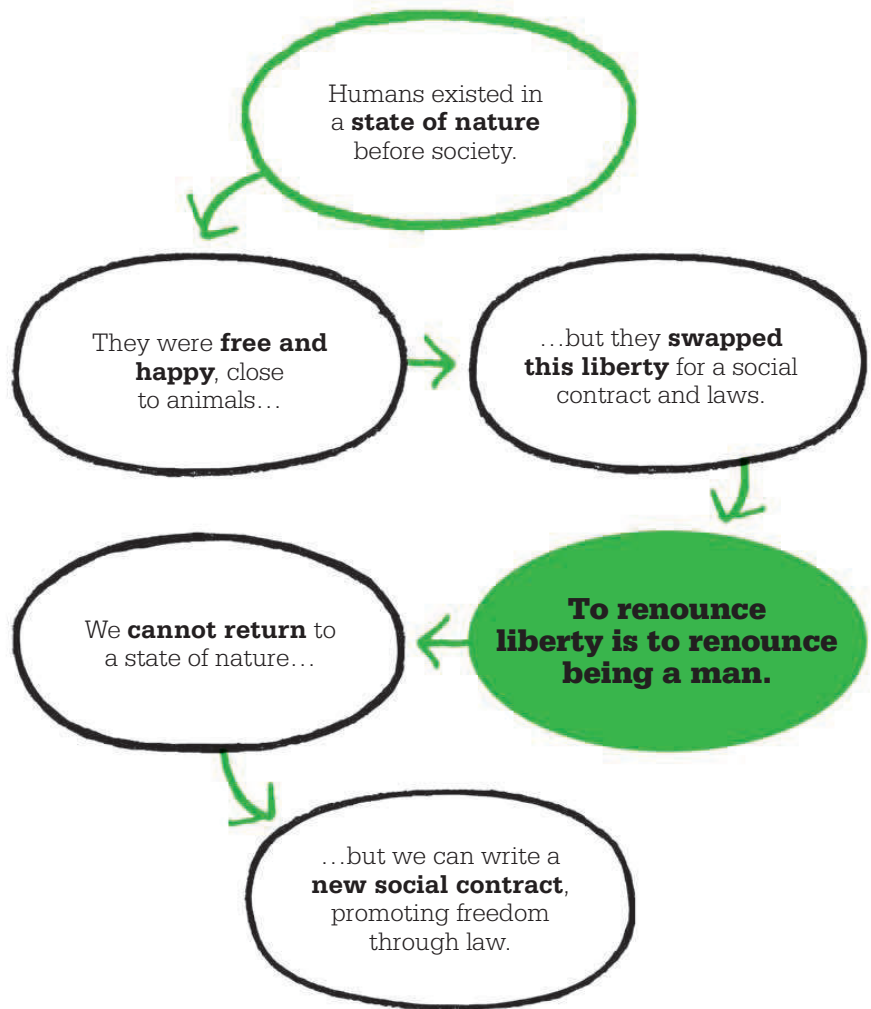 Humans existed in
a state of nature
before society.
They were free and
happy, close
to animals…
…but they swapped
this liberty for a social
contract and laws.
To renounce
liberty is to renounce
being a man.
We cannot return to
a state of nature…
…but we can write a
new social contract,
promoting freedom
through law.